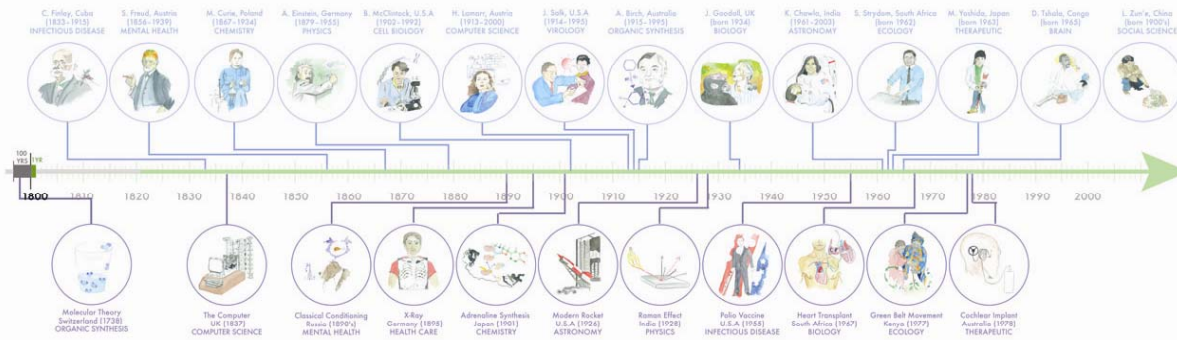 C. Finlay, Cuba
(1833-1915)
INFECTIOUS DISEASE
S. Freud, Austria
(1856-1939)
MENTAL HEALTH
M. Curie, Poland
(1867-1934)
CHEMISTRY
A. Einstein, Germany
(1879-1955)
PHYSICS
B. McClintock, U.S.A
(1902-1992)
CELL BIOLOGY
H. Lamarr, Austria
(1913-2000)
COMPUTER SCIENCE
J. Salk, U.S.A
(1914-1995)
VIROLOGY
A. Birch, Australia
(1915-1995)
ORGANIC SYNTHESIS
J. Goodall, UK
(born 1934)
BIOLOGY
K. Chawla, India
(1961-2003)
ASTRONOMY
S. Strydom, South Africa
(born 1962)
ECOLOGY
M. Yoshida, Japan
(born 1963)
THERAPEUTIC
D. Tshala, Congo
(born 1965)
BRAIN
L. Zun'e, China
(born 1900's)
SOCIAL SCIENCE
100
YRS
1YR
1800
1810
1820
1830
1840
1850
1860
1870
1880
1890
1900
1910
1920
1930
1940
1950
1960
1970
1980
1990
2000
Molecular Theory
Switzerland (1738)
ORGANIC SYNTHESIS
The Computer
UK (1837)
COMPUTER SCIENCE
Classical Conditioning
Russia (1890's)
MENTAL HEALTH
X-Ray
Germany (1895)
HEALTH CARE
Adrenaline Synthesis
Japan (1901)
CHEMISTRY
Modern Rocket
U.S.A (1926)
ASTRONOMY
Raman Effect
India (1928)
PHYSICS
Polio Vaccine
U.S.A (1955)
INFECTIOUS DISEASE
Heart Transplant
South Africa (1967)
BIOLOGY
Green Belt Movement
Kenya (1977)
ECOLOGY
Cochlear Implant
Australia (1978)
THERAPEUTIC